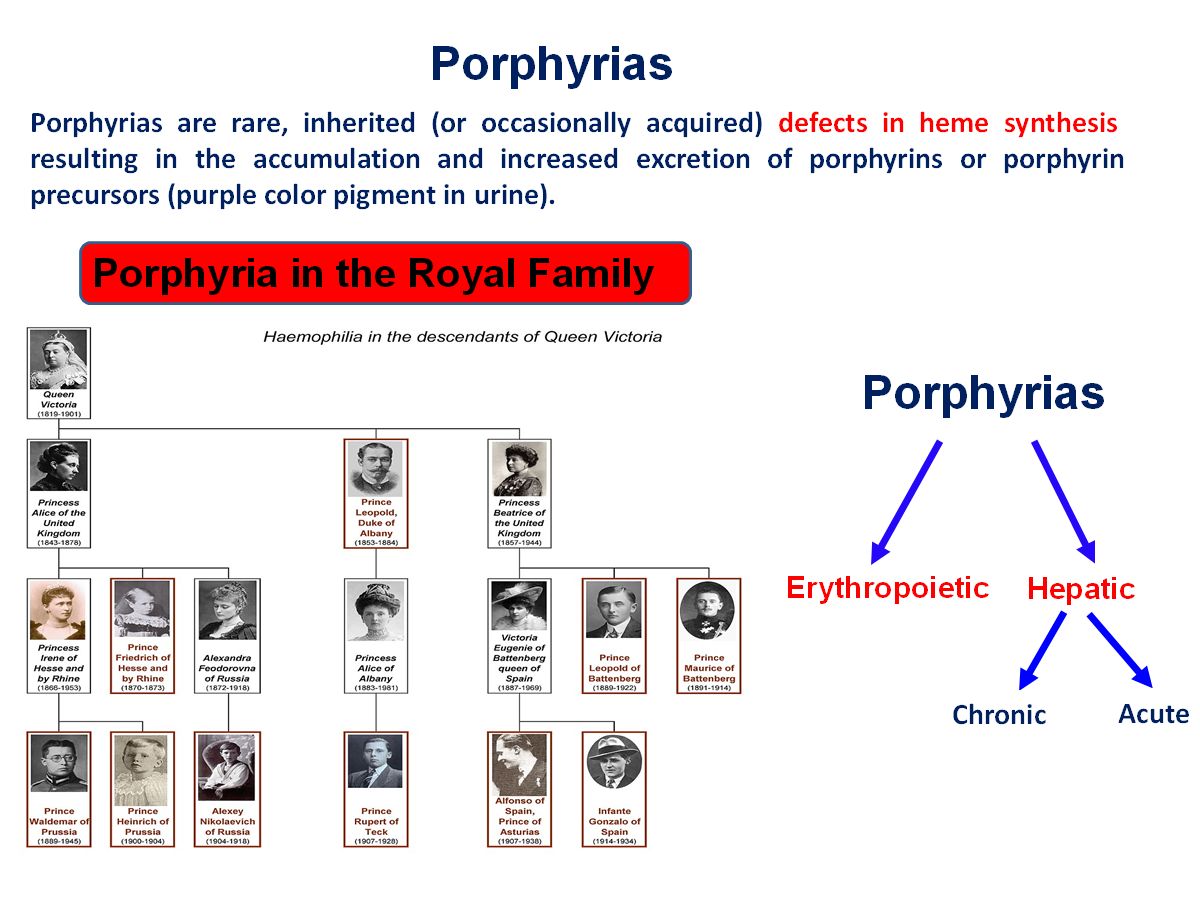 Porphyrias
Porphyrias are rare, inherited (or occasionally acquired) defects in heme synthesis
resulting in the accumulation and increased excretion of porphyrins or porphyrin
precursors (purple color pigment in urine).
Porphyria in the Royal Family
Haemophilia in the descendants of Queen Victoria
Queen
Victoria
(1819-1901)
Princess
Alice of the
United
Kingdom
(1843-1878)
Prince
Leopold,
Duke of
Albany
(1853-1884)
Princess
Beatrice of
the United
Kingdom
(1857-1944)
Princess
Irene of
Hesse and
by Rhine
(1866-1953)
Prince
Friedrich of
Hesse and
by Rhine
(1870-1873)
Alexandra
Feodorovna
of Russia
(1872-1918)
Princess
Alice of
Albany
(1883-1981)
Victoria
Eugenie of
Battenberg
queen of
Spain
(1887-1969)
Prince
Leopold of
Battenberg
(1889-1922)
Prince
Maurice of
Battenberg
(1891-1914)
Prince
Waldemar of
Prussia
(1889-1945)
Prince
Heinrich of
Prussia
(1900-1904)
Alexey
Nikolaevich
of Russia
(1904-1918)
Prince
Rupert of
Teck
(1907-1928)
Alfonso of
Spain,
Prince of
Asturias
(1907-1938)
Infante
Gonzalo of
Spain
(1914-1934)
Porphyrias
Erythropoietic
Hepatic
Chronic
Acute